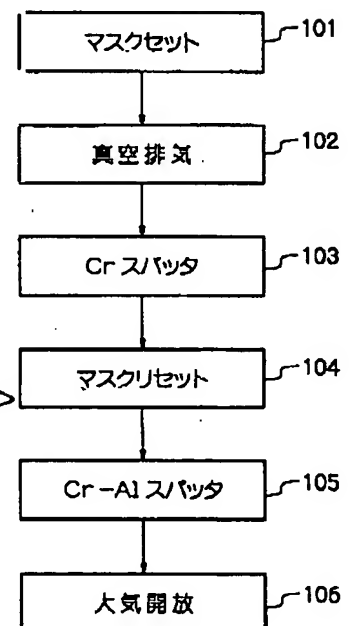 マスクセット 101
真空排気 102
Cr スパッタ 103
マスクリセット 104
Cr-Al スパッタ 105
大気開放 106